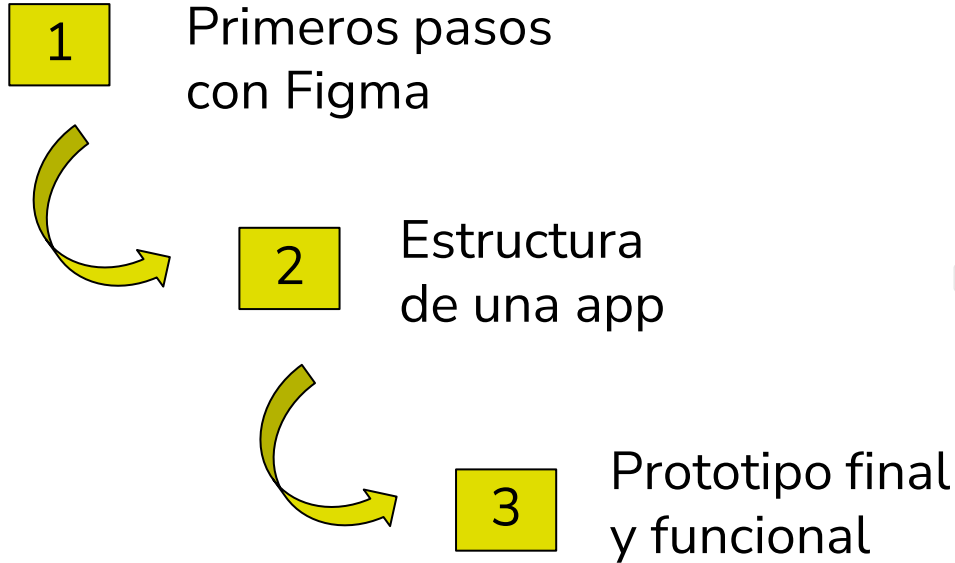 1
Primeros pasos
con Figma
2
Estructura
de una app
3
Prototipo final
y funcional